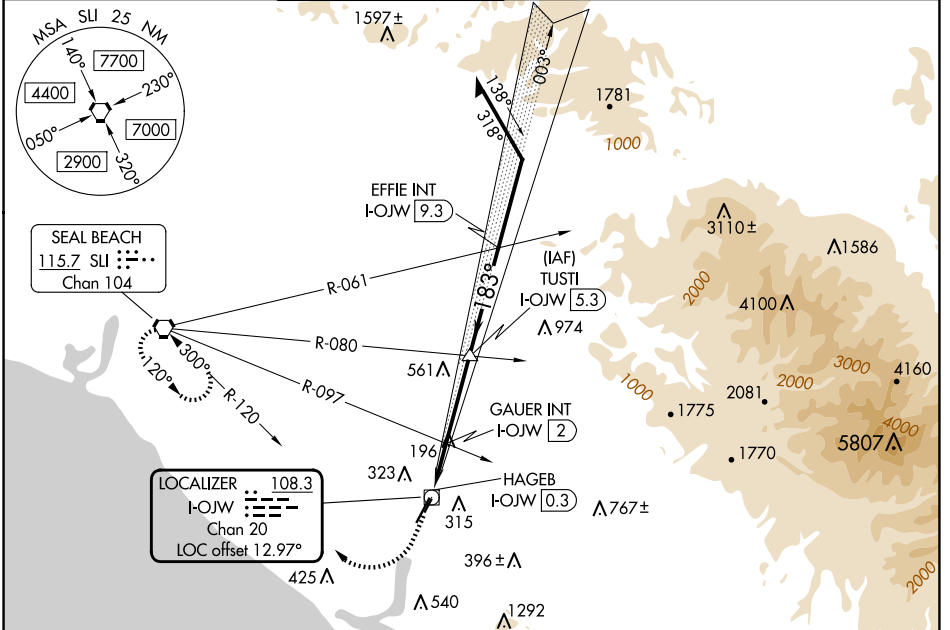 MSA SLI 25 NM
140°
7700
4400
230°
050°
7000
2900
320°
1597±
003°
138°
318°
1781
1000
EFFIE INT
I-OJW 9.3
3110±
1586
SEAL BEACH
115.7 SLI
Chan 104
(IAF)
TUSTI
I-OJW 5.3
183°
R-061
2000
4100
974
R-080
561
3000
4160
300°
120°
R-120
R-097
1000
2081
2000
1775
4000
GAUER INT
I-OJW 2
196
1770
5807
323
HAGEB
I-OJW 0.3
LOCALIZER 108.3
I-OJW
Chan 20
LOC offset 12.97°
315
767±
396±
425
540
1292
2000